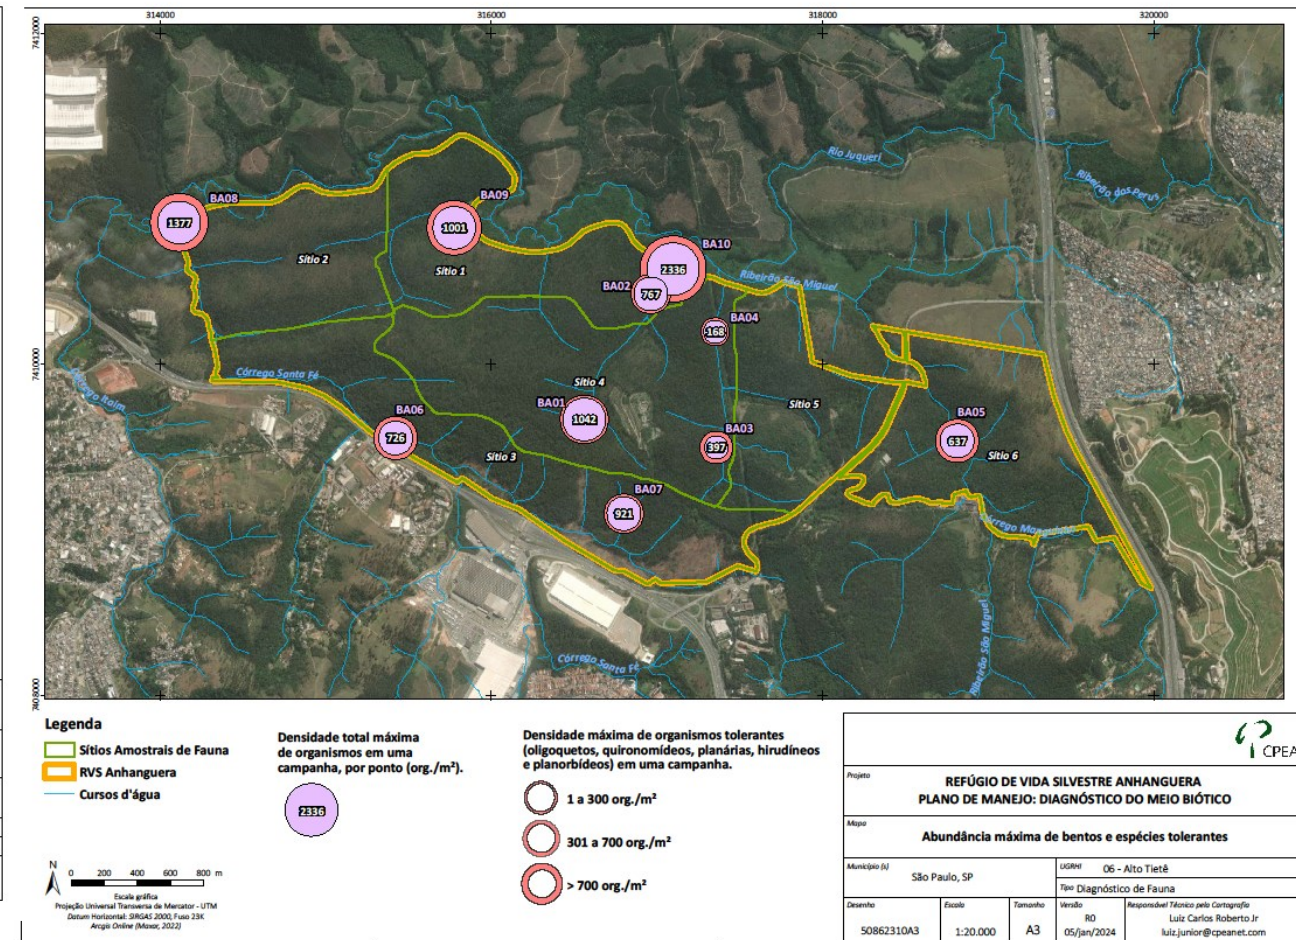 314000
316000
318000
320000
7412000
7410000
7408000
Rio Juqueri
Ribeirão dos Perus
BA08
1377
BA09
1001
Sítio 2
Sítio 1
BA10
2336
BA02
767
Ribeirão São Miguel
BA04
168
Córrego Santa Fé
Córrego Itaim
Sítio 4
BA06
726
BA01
1042
Sítio 5
BA03
397
BA05
637
Sítio 3
Sítio 6
BA07
921
Ribeirão São Miguel
Córrego Santa Fé
Legenda
Sítios Amostrais de Fauna
RVS Anhanguera
Cursos d'água
Densidade total máxima
de organismos em uma
campanha, por ponto (org./m²).
2336
Densidade máxima de organismos tolerantes
(oligoquetos, quironomídeos, planárias, hirudíneos
e planorbídeos) em uma campanha.
1 a 300 org./m²
301 a 700 org./m²
> 700 org./m²
N
0 200 400 600 800 m
Escala gráfica
Projeção Universal Transversa de Mercator - UTM
Datum Horizontal: SIRGAS 2000, Fuso 23K
Arcgis Online (Maxar, 2022)
CPEA
Projeto
REFÚGIO DE VIDA SILVESTRE ANHANGUERA
PLANO DE MANEJO: DIAGNÓSTICO DO MEIO BIÓTICO
Mapa
Abundância máxima de bentos e espécies tolerantes
Município (s)
São Paulo, SP
UGRHI 06 - Alto Tietê
Tipo Diagnóstico de Fauna
Desenho
50862310A3
Escala
1:20.000
Tamanho
A3
Versão
R0
05/jan/2024
Responsável Técnico pela Cartografia
Luiz Carlos Roberto Jr
luiz.junior@cpeanet.com